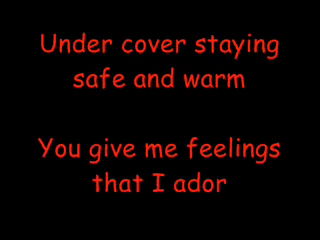 Under cover staying
safe and warm
You give me feelings
that I ador